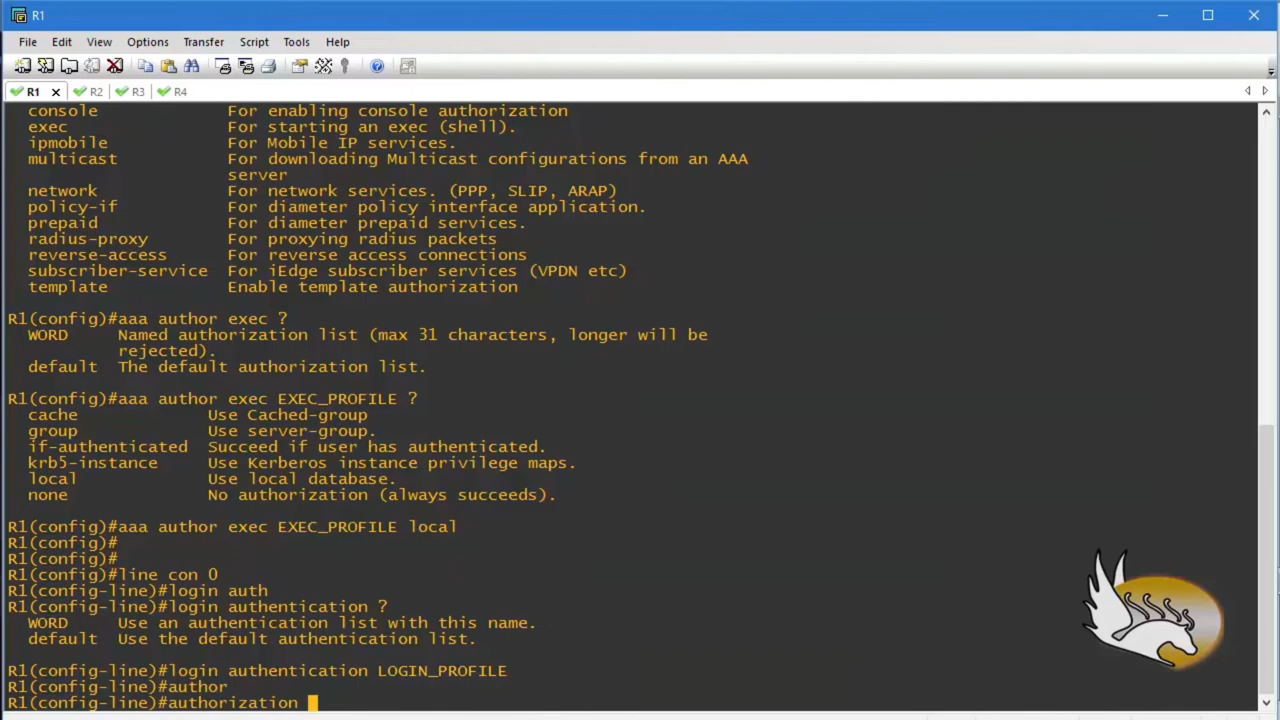 R1
File Edit View Options Transfer Script Tools Help
R1 R2 R3 R4
console For enabling console authorization
exec For starting an exec (shell).
ipmobile For Mobile IP services.
multicast For downloading Multicast configurations from an AAA
server
network For network services. (PPP, SLIP, ARAP)
policy-if For diameter policy interface application.
prepaid For diameter prepaid services.
radius-proxy For proxying radius packets
reverse-access For reverse access connections
subscriber-service For iEdge subscriber services (VPDN etc)
template Enable template authorization
R1(config)#aaa author exec ?
WORD Named authorization list (max 31 characters, longer will be
rejected).
default The default authorization list.
R1(config)#aaa author exec EXEC_PROFILE ?
cache Use Cached-group
group Use server-group.
if-authenticated Succeed if user has authenticated.
krb5-instance Use Kerberos instance privilege maps.
local Use local database.
none No authorization (always succeeds).
R1(config)#aaa author exec EXEC_PROFILE local
R1(config)#
R1(config)#
R1(config)#line con 0
R1(config-line)#login auth
R1(config-line)#login authentication ?
WORD Use an authentication list with this name.
default Use the default authentication list.
R1(config-line)#login authentication LOGIN_PROFILE
R1(config-line)#author
R1(config-line)#authorization